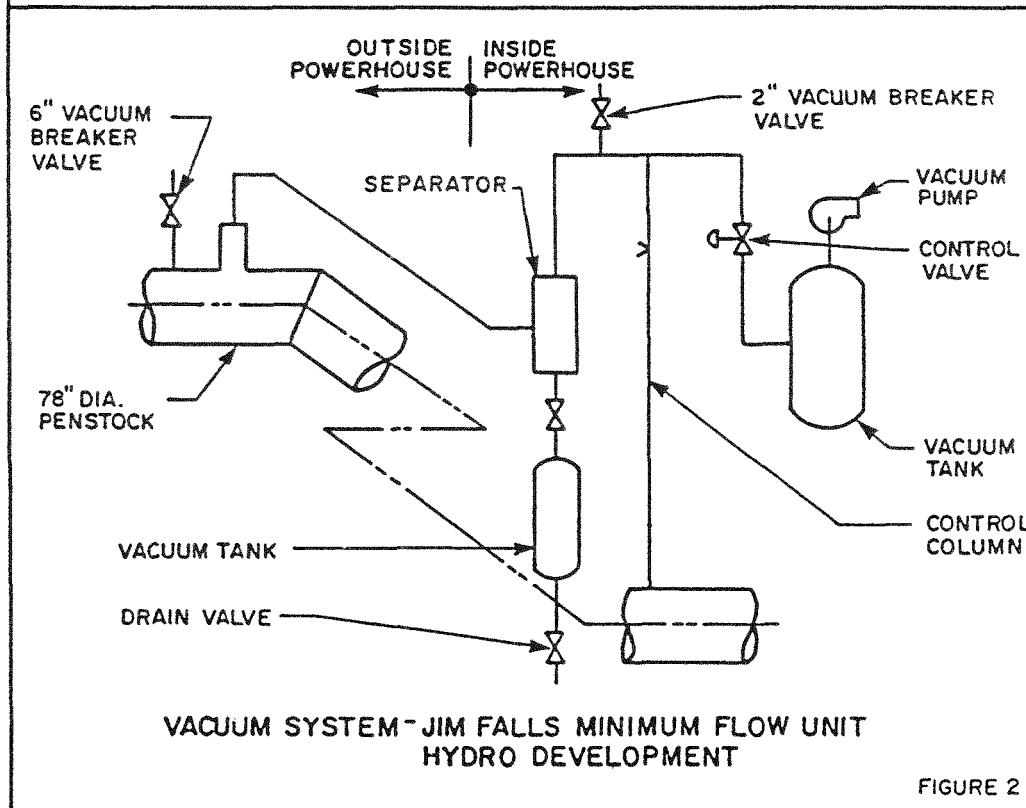 OUTSIDE
POWERHOUSE
INSIDE
POWERHOUSE
6" VACUUM
BREAKER
VALVE
2" VACUUM BREAKER
VALVE
SEPARATOR
VACUUM
PUMP
CONTROL
VALVE
78" DIA.
PENSTOCK
VACUUM
TANK
CONTROL
COLUMN
VACUUM TANK
DRAIN VALVE
VACUUM SYSTEM-JIM FALLS MINIMUM FLOW UNIT
HYDRO DEVELOPMENT
FIGURE 2